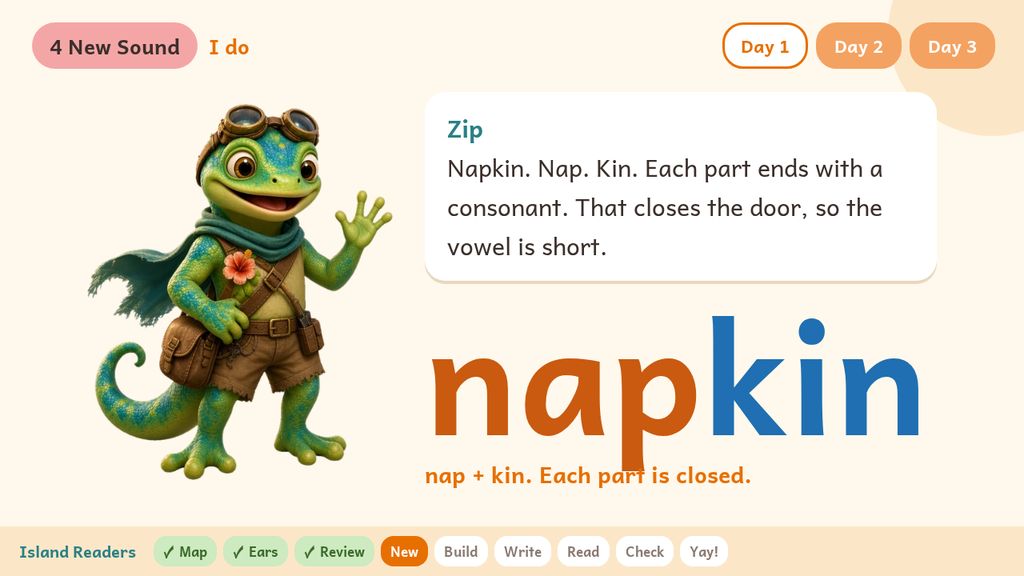 4 New Sound I do
Day 1 Day 2 Day 3
Zip
Napkin. Nap. Kin. Each part ends with a
consonant. That closes the door, so the
vowel is short.
napkin
nap + kin. Each part is closed.
Island Readers ✓ Map ✓ Ears ✓ Review New Build Write Read Check Yay!